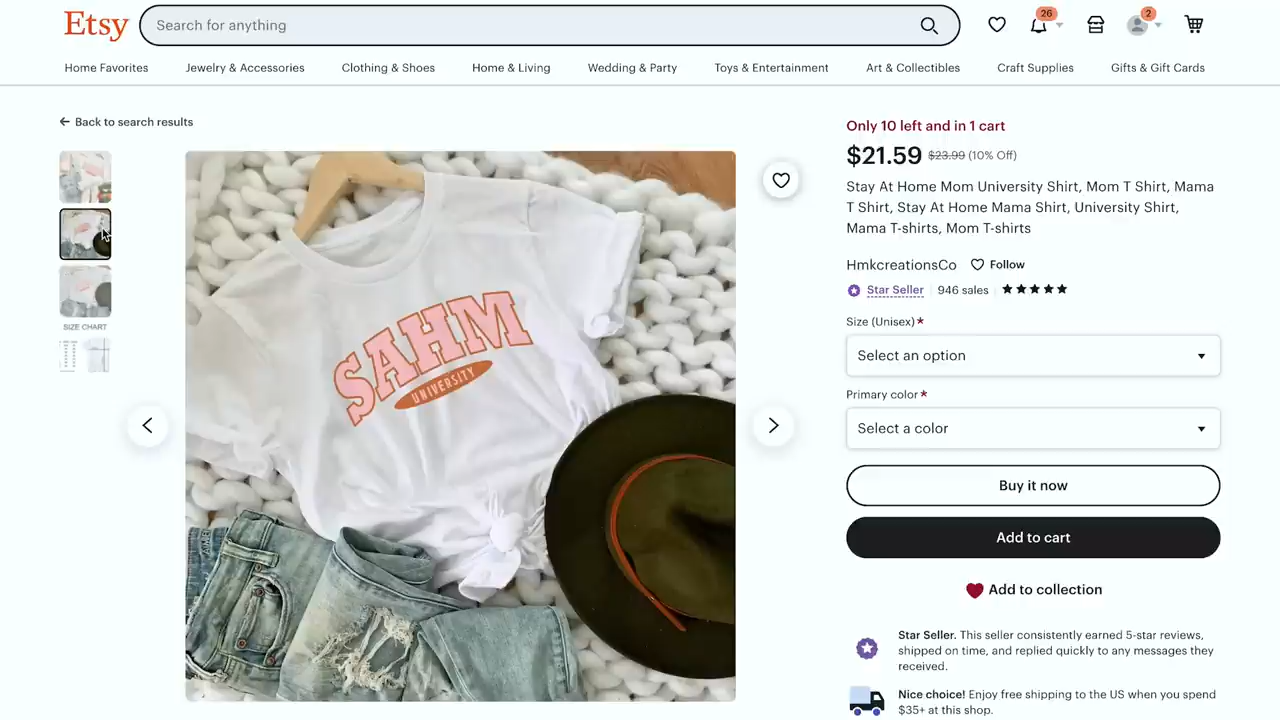 Etsy
Search for anything
26
2
Home Favorites
Jewelry & Accessories
Clothing & Shoes
Home & Living
Wedding & Party
Toys & Entertainment
Art & Collectibles
Craft Supplies
Gifts & Gift Cards
Back to search results
SIZE CHART
SAHM
UNIVERSITY
Only 10 left and in 1 cart
$21.59 $23.99 (10% Off)
Stay At Home Mom University Shirt, Mom T Shirt, Mama
T Shirt, Stay At Home Mama Shirt, University Shirt,
Mama T-shirts, Mom T-shirts
HmkcreationsCo Follow
Star Seller 946 sales
Size (Unisex)*
Select an option
Primary color*
Select a color
Buy it now
Add to cart
Add to collection
Star Seller. This seller consistently earned 5-star reviews,
shipped on time, and replied quickly to any messages they
received.
Nice choice! Enjoy free shipping to the US when you spend
$35+ at this shop.